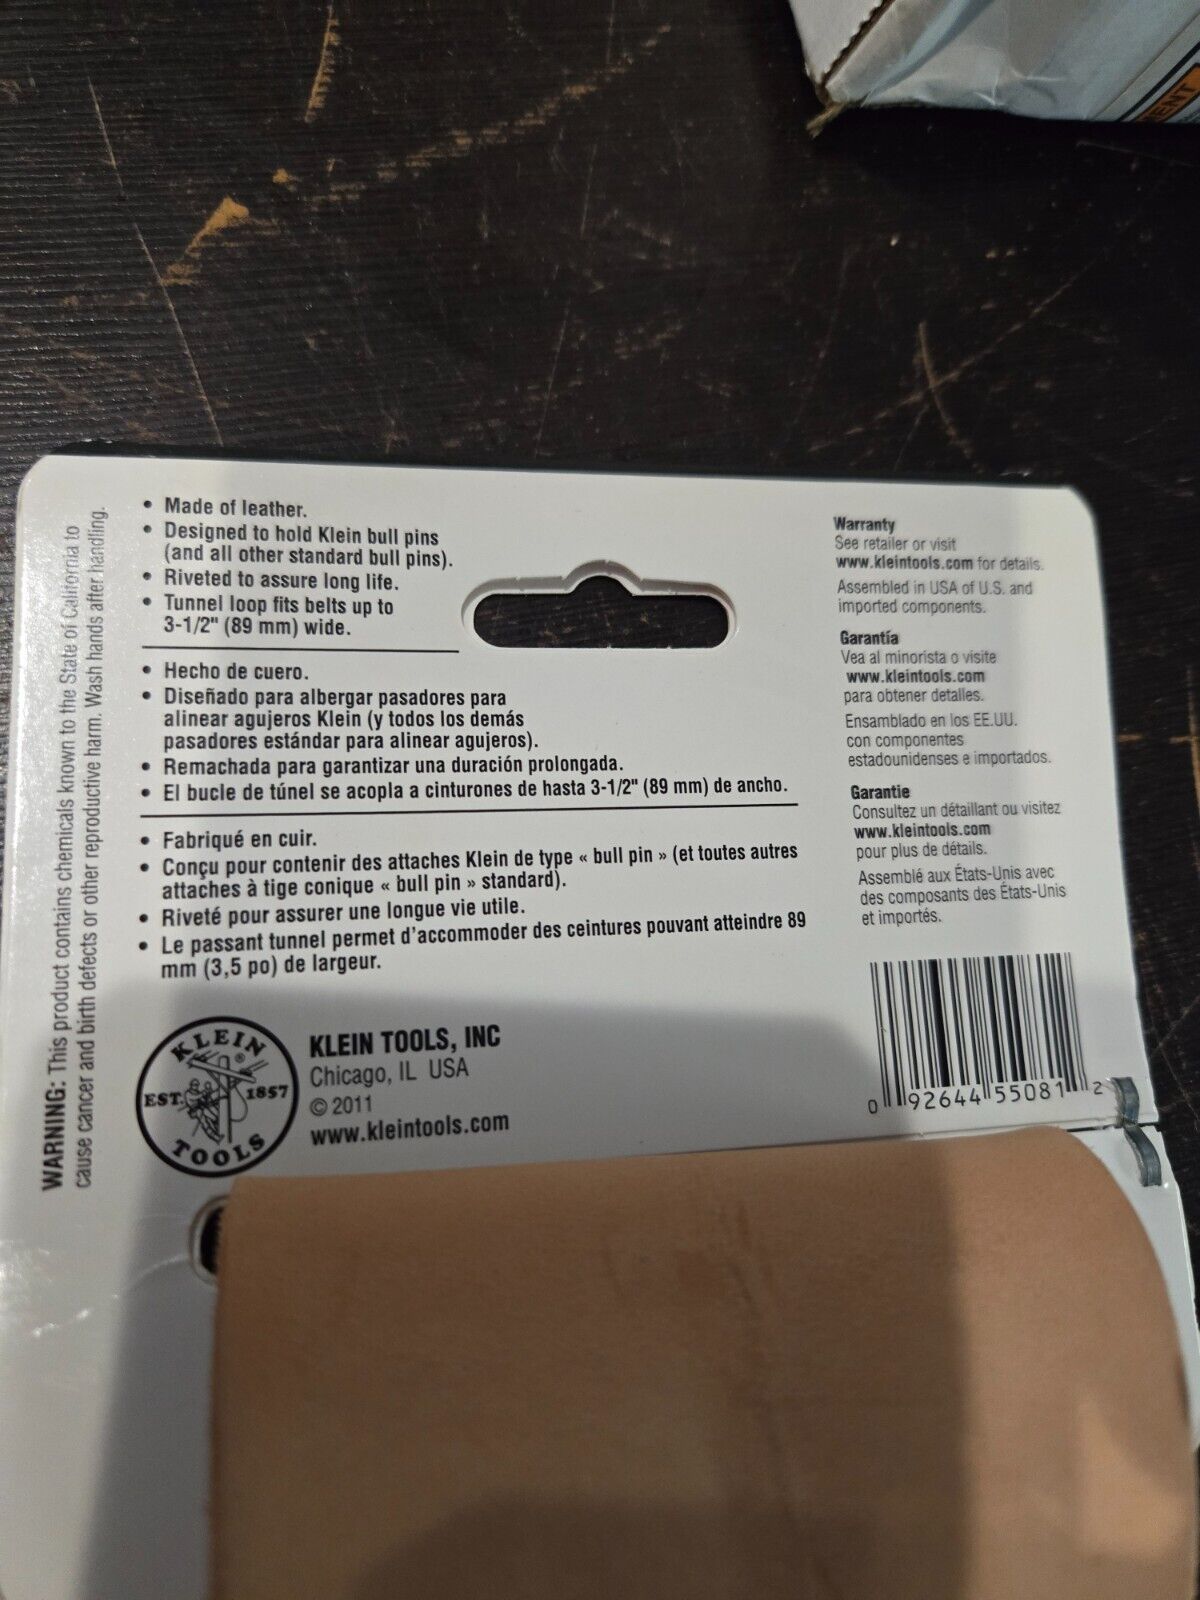 ENT
WARNING: This product contains chemicals known to the State of California to
cause cancer and birth defects or other reproductive harm. Wash hands after handling.
• Made of leather.
• Designed to hold Klein bull pins
(and all other standard bull pins).
• Riveted to assure long life.
• Tunnel loop fits belts up to
3-1/2" (89 mm) wide.
• Hecho de cuero.
• Diseñado para albergar pasadores para
alinear agujeros Klein (y todos los demás
pasadores estándar para alinear agujeros).
• Remachada para garantizar una duración prolongada.
• El bucle de túnel se acopla a cinturones de hasta 3-1/2" (89 mm) de ancho.
• Fabriqué en cuir.
• Conçu pour contenir des attaches Klein de type « bull pin » (et toutes autres
attaches à tige conique « bull pin » standard).
• Riveté pour assurer une longue vie utile.
• Le passant tunnel permet d'accommoder des ceintures pouvant atteindre 89
mm (3,5 po) de largeur.
Warranty
See retailer or visit
www.kleintools.com for details.
Assembled in USA of U.S. and
imported components.
Garantía
Vea al minorista o visite
www.kleintools.com
para obtener detalles.
Ensamblado en los EE.UU.
con componentes
estadounidenses e importados.
Garantie
Consultez un détaillant ou visitez
www.kleintools.com
pour plus de détails.
Assemblé aux États-Unis avec
des composants des États-Unis
et importés.
KLEIN
®
EST. 1857
TOOLS
KLEIN TOOLS, INC
Chicago, IL USA
© 2011
www.kleintools.com
0 92644 55081 2